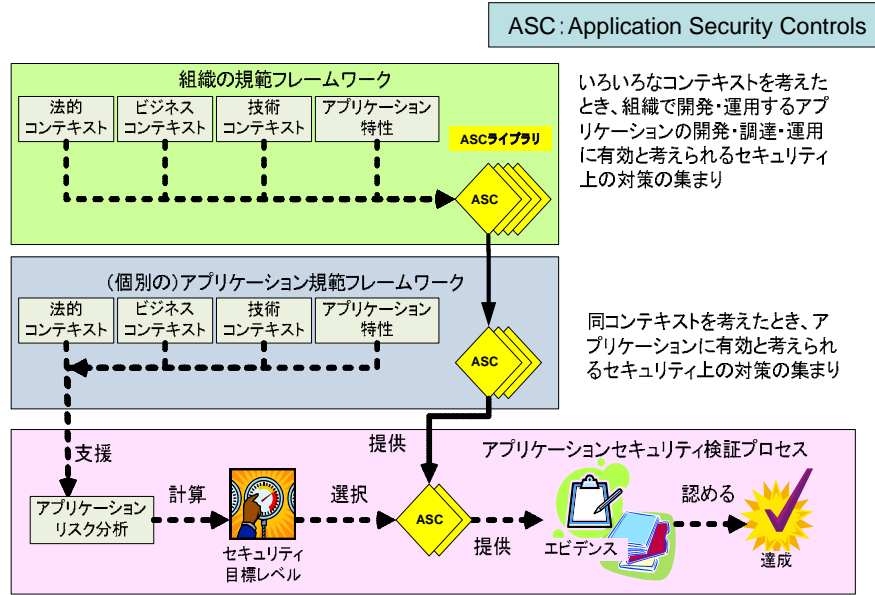 ASC：Application Security Controls
組織の規範フレームワーク
法的
コンテキスト
ビジネス
コンテキスト
技術
コンテキスト
アプリケーション
特性
ASCライブラリ
ASC
いろいろなコンテキストを考えた
とき、組織で開発・運用するアプ
リケーションの開発・調達・運用
に有効と考えられるセキュリティ
上の対策の集まり
（個別の）アプリケーション規範フレームワーク
法的
コンテキスト
ビジネス
コンテキスト
技術
コンテキスト
アプリケーション
特性
ASC
同コンテキストを考えたとき、ア
プリケーションに有効と考えられ
るセキュリティ上の対策の集まり
支援
提供
アプリケーションセキュリティ検証プロセス
アプリケーション
リスク分析
計算
セキュリティ
目標レベル
選択
ASC
提供
エビデンス
認める
達成